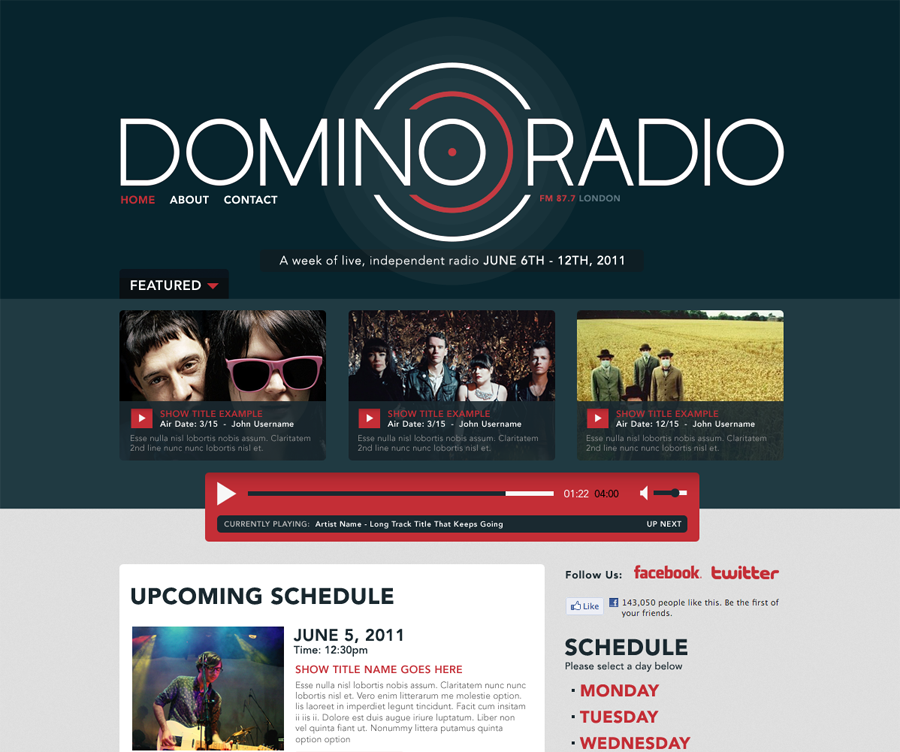 DOMINO RADIO
HOME ABOUT CONTACT
FM 87.7 LONDON
A week of live, independent radio JUNE 6TH - 12TH, 2011
FEATURED
SHOW TITLE EXAMPLE
Air Date: 3/15 - John Username
Esse nulla nisl lobortis nobis assum. Claritatem
2nd line nunc nunc lobortis nisl et.
SHOW TITLE EXAMPLE
Air Date: 3/15 - John Username
Esse nulla nisl lobortis nobis assum. Claritatem
2nd line nunc nunc lobortis nisl et.
SHOW TITLE EXAMPLE
Air Date: 12/15 - John Username
Esse nulla nisl lobortis nobis assum. Claritatem
2nd line nunc nunc lobortis nisl et.
01:22 04:00
CURRENTLY PLAYING: Artist Name - Long Track Title That Keeps Going
UP NEXT
UPCOMING SCHEDULE
JUNE 5, 2011
Time: 12:30pm
SHOW TITLE NAME GOES HERE
Esse nulla nisl lobortis nobis assum. Claritatem nunc nunc
lobortis nisl et. Vero enim litterarum me molestie option.
Iis laoreet in imperdiet legunt tincidunt. Facit cum insitam
ii iis ii. Dolore est duis augue iriure luptatum. Liber non
vel quinta fiant ut. Nonummy littera putamus quinta
option option
Follow Us: facebook. twitter
Like
143,050 people like this. Be the first of
your friends.
SCHEDULE
Please select a day below
MONDAY
TUESDAY
WEDNESDAY